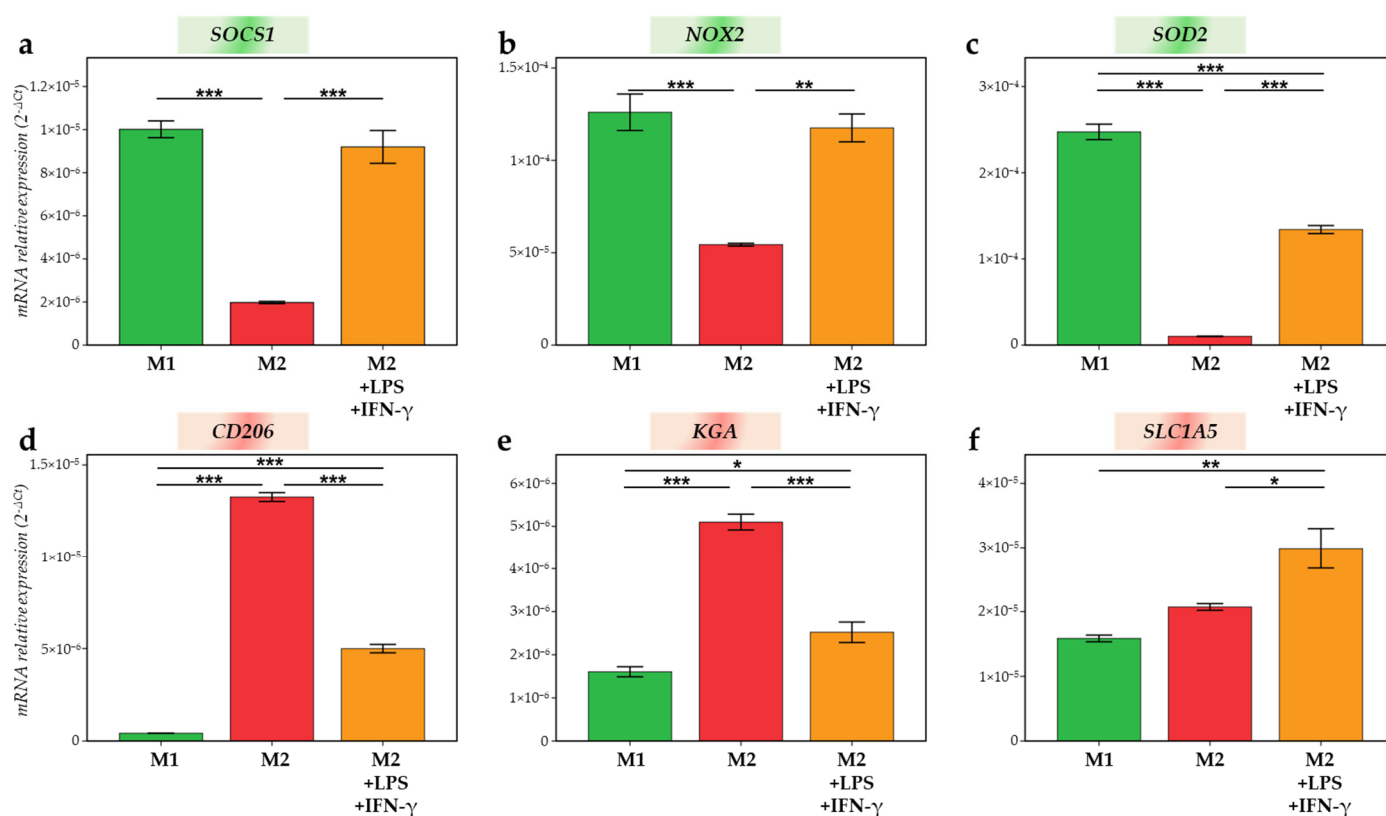 a
SOCS1
mRNA relative expression (2-ΔCt)
1.2×10⁻⁵
1×10⁻⁵
8×10⁻⁶
6×10⁻⁶
4×10⁻⁶
2×10⁻⁶
0
*** ***
M1 M2 M2
+LPS
+IFN-γ
b
NOX2
1.5×10⁻⁴
1×10⁻⁴
5×10⁻⁵
0
*** **
M1 M2 M2
+LPS
+IFN-γ
c
SOD2
3×10⁻⁴
2×10⁻⁴
1×10⁻⁴
0
***
*** ***
M1 M2 M2
+LPS
+IFN-γ
d
CD206
mRNA relative expression (2-ΔCt)
1.5×10⁻⁵
1×10⁻⁵
5×10⁻⁶
0
***
*** ***
M1 M2 M2
+LPS
+IFN-γ
e
KGA
6×10⁻⁶
5×10⁻⁶
4×10⁻⁶
3×10⁻⁶
2×10⁻⁶
1×10⁻⁶
0
*
*** ***
M1 M2 M2
+LPS
+IFN-γ
f
SLC1A5
4×10⁻⁵
3×10⁻⁵
2×10⁻⁵
1×10⁻⁵
0
**
*
M1 M2 M2
+LPS
+IFN-γ